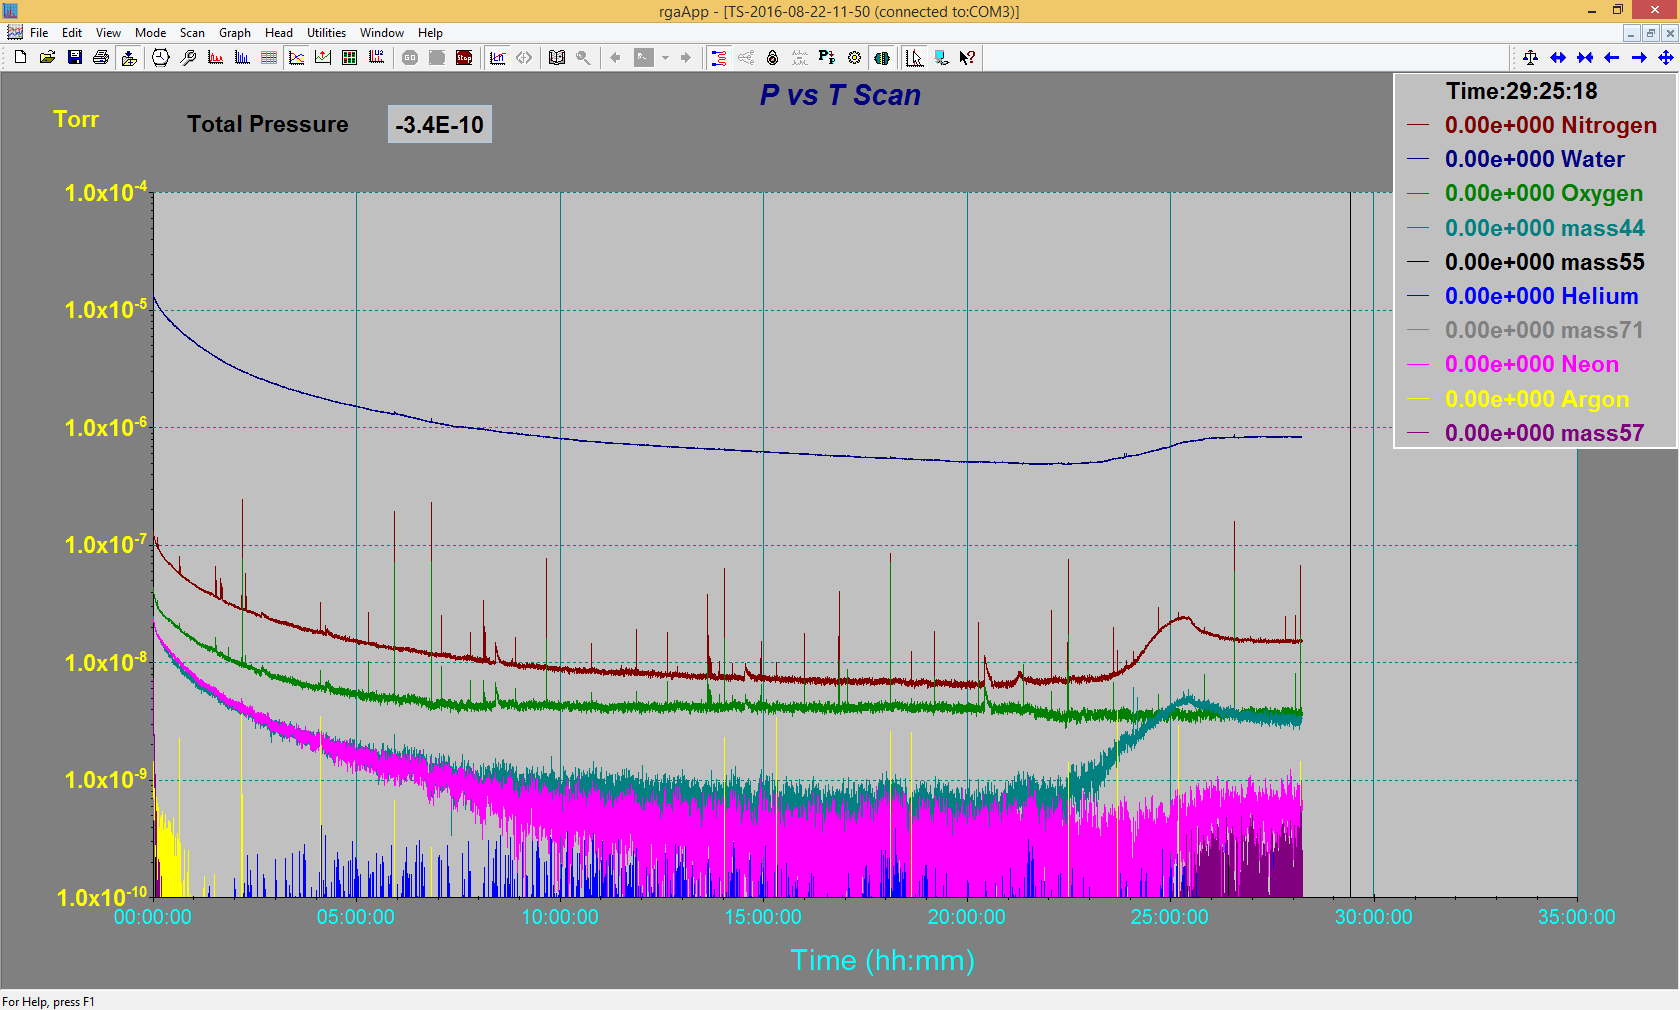 rgaApp - [TS-2016-08-22-11-50 (connected to:COM3)]
File Edit View Mode Scan Graph Head Utilities Window Help
GO Stop
P vs T Scan
Torr
Total Pressure -3.4E-10
Time:29:25:18
0.00e+000 Nitrogen
0.00e+000 Water
0.00e+000 Oxygen
0.00e+000 mass44
0.00e+000 mass55
0.00e+000 Helium
0.00e+000 mass71
0.00e+000 Neon
0.00e+000 Argon
0.00e+000 mass57
1.0x10⁻⁴
1.0x10⁻⁵
1.0x10⁻⁶
1.0x10⁻⁷
1.0x10⁻⁸
1.0x10⁻⁹
1.0x10⁻¹⁰
00:00:00 05:00:00 10:00:00 15:00:00 20:00:00 25:00:00 30:00:00 35:00:00
Time (hh:mm)
For Help, press F1